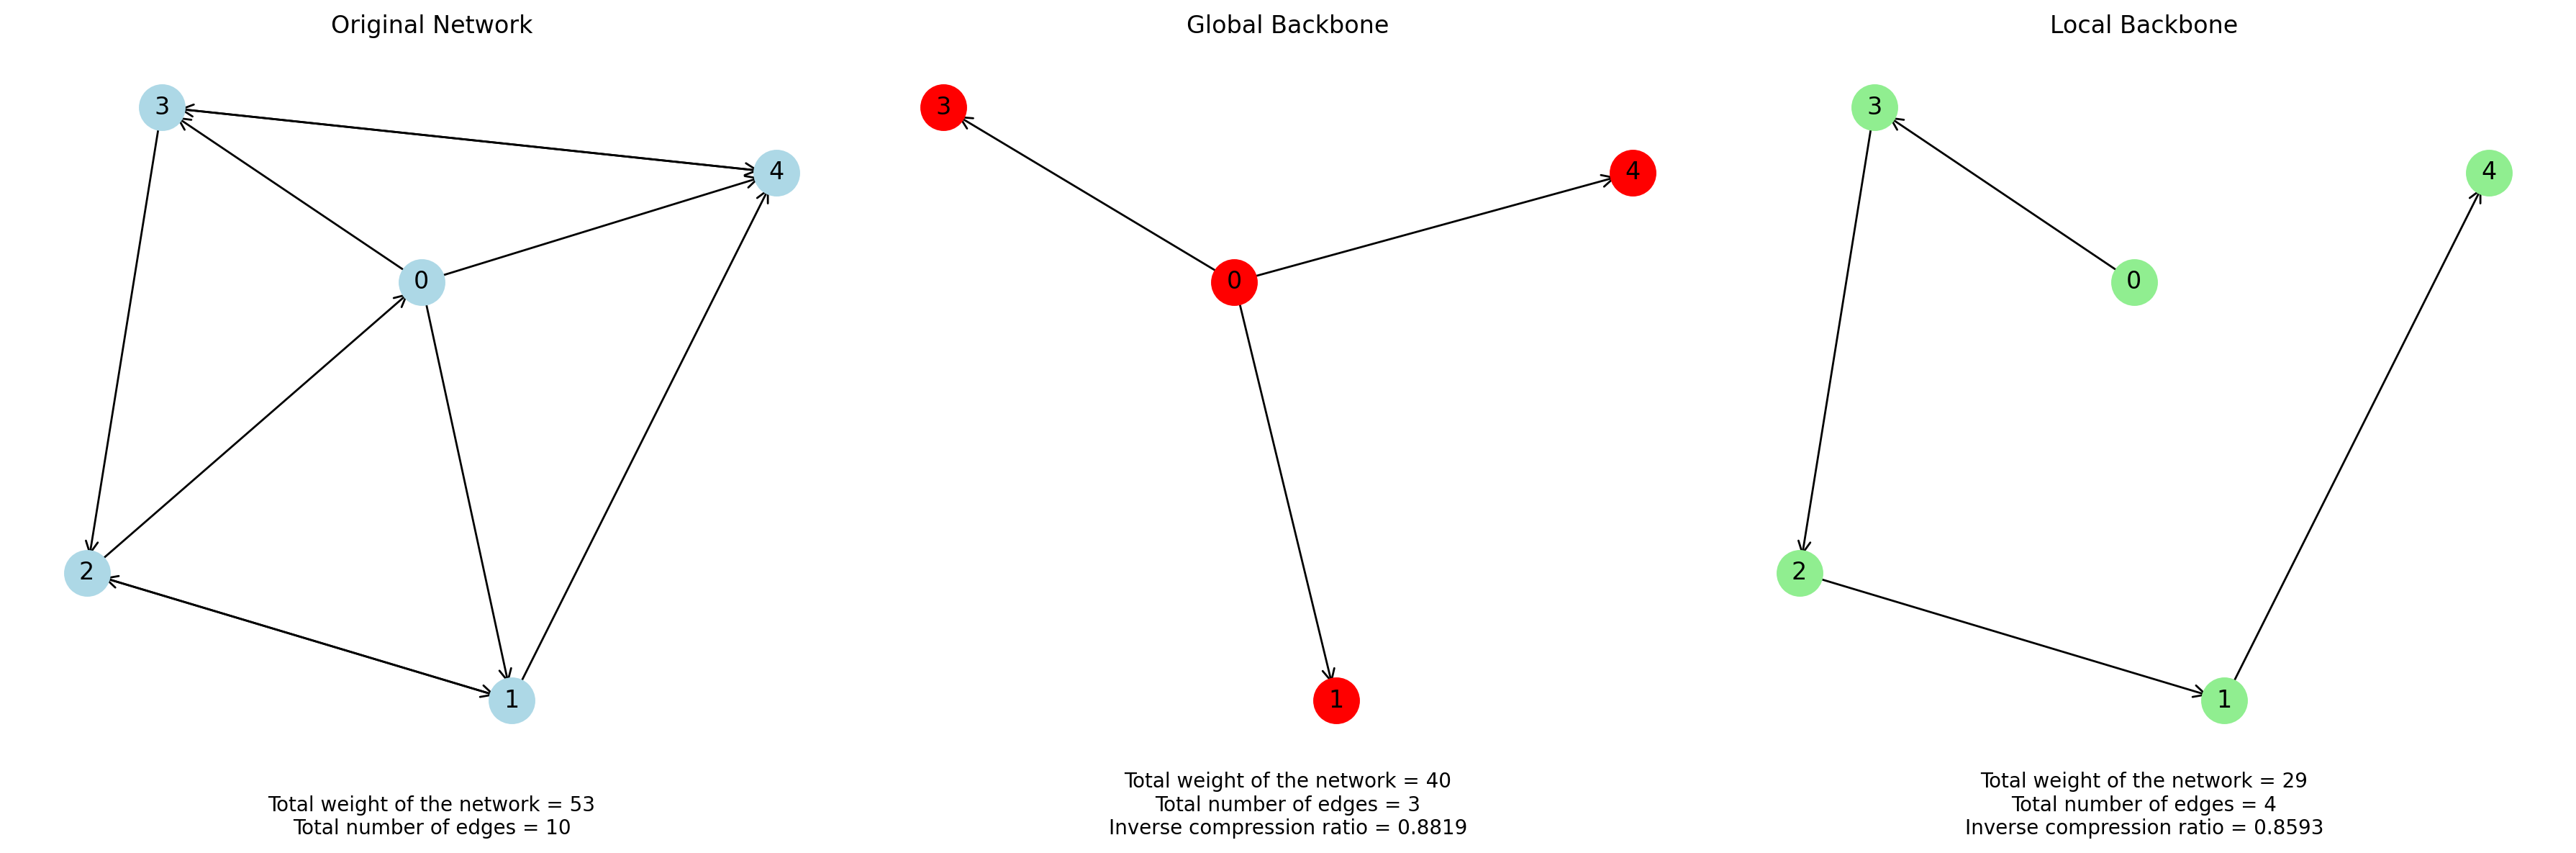 Original Network
3
4
0
2
1
Total weight of the network = 53
Total number of edges = 10
Global Backbone
3
4
0
1
Total weight of the network = 40
Total number of edges = 3
Inverse compression ratio = 0.8819
Local Backbone
3
4
0
2
1
Total weight of the network = 29
Total number of edges = 4
Inverse compression ratio = 0.8593